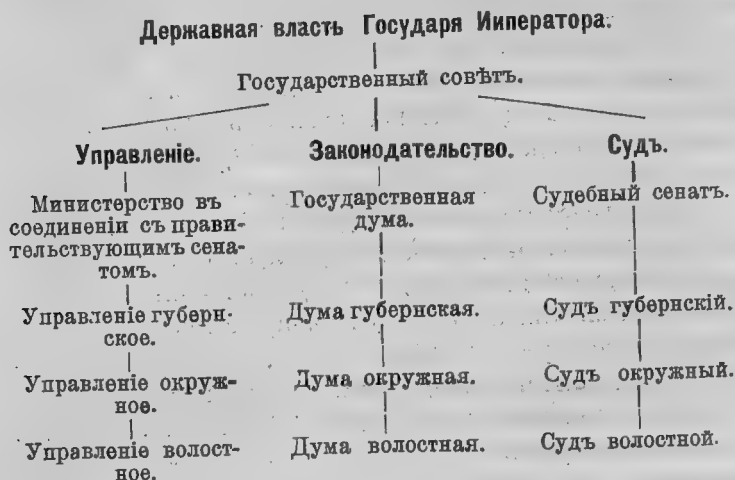 Державная власть ГосударяИиператора.
Государственный совѣтъ.
Управленіе.
Министерство въ
соединеніи съ прави-
тельствующимъ сена-
томъ.
Управленіе губерн-
ское.
Управленіе окруж-
ное.
Управленіе волост-
ное.
Законодательство.
Государственная
дума.
Дума губернская.
Дума окружная.
Дума волостная.
Судъ.
Судебный сенатъ.
Судъ губернскій.
Судъ окружный.
Судъ волостной.